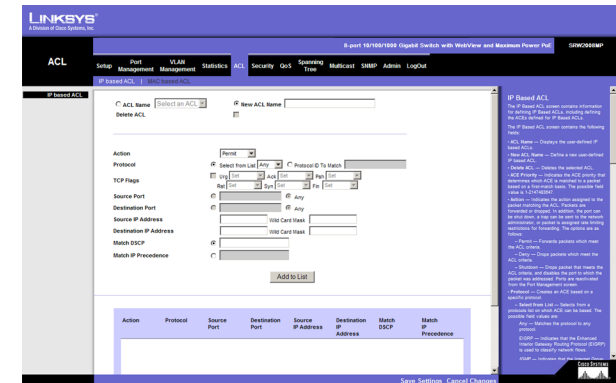 LINKSYS®
A Division of Cisco Systems, Inc.
8-port 10/100/1000 Gigabit Switch with WebView and Maximum Power PoE SRW2008MP
ACL
Setup Port Management VLAN Management Statistics ACL Security QoS Spanning Tree Multicast SNMP Admin LogOut
IP based ACL | MAC based ACL
IP based ACL
ACL Name Select an ACL New ACL Name
Delete ACL
Action Permit
Protocol Select from List Any Protocol ID To Match
TCP Flags Urg Set Ack Set Psh Set
Rst Set Syn Set Fin Set
Source Port Any
Destination Port Any
Source IP Address Wild Card Mask
Destination IP Address Wild Card Mask
Match DSCP
Match IP Precedence
Add to List
Action Protocol Source Port Destination Port Source IP Address Destination IP Address Match DSCP Match IP Precedence
IP Based ACL
The IP Based ACL screen contains information
for defining IP Based ACLs, including defining
the ACEs defined for IP Based ACLs.
The IP Based ACL screen contains the following
fields:
• ACL Name — Displays the user-defined IP
based ACLs.
• New ACL Name — Define a new user-defined
IP based ACL.
• Delete ACL — Deletes the selected ACL.
• ACE Priority — Indicates the ACE priority that
determines which ACE is matched to a packet
based on a first-match basis. The possible field
value is 1-2147483647.
• Action — Indicates the action assigned to the
packet matching the ACL. Packets are
forwarded or dropped. In addition, the port can
be shut down, a trap can be sent to the network
administrator, or packet is assigned rate limiting
restrictions for forwarding. The options are as
follows:
– Permit — Forwards packets which meet
the ACL criteria.
– Deny — Drops packets which meet the
ACL criteria.
– Shutdown — Drops packet that meets the
ACL criteria, and disables the port to which the
packet was addressed. Ports are reactivated
from the Port Management screen.
• Protocol — Creates an ACE based on a
specific protocol.
– Select from List — Selects from a
protocols list on which ACE can be based. The
possible field values are:
Any — Matches the protocol to any
protocol.
EIGRP — Indicates that the Enhanced
Interior Gateway Routing Protocol (EIGRP)
is used to classify network flows.
Save Settings Cancel Changes
CISCO SYSTEMS